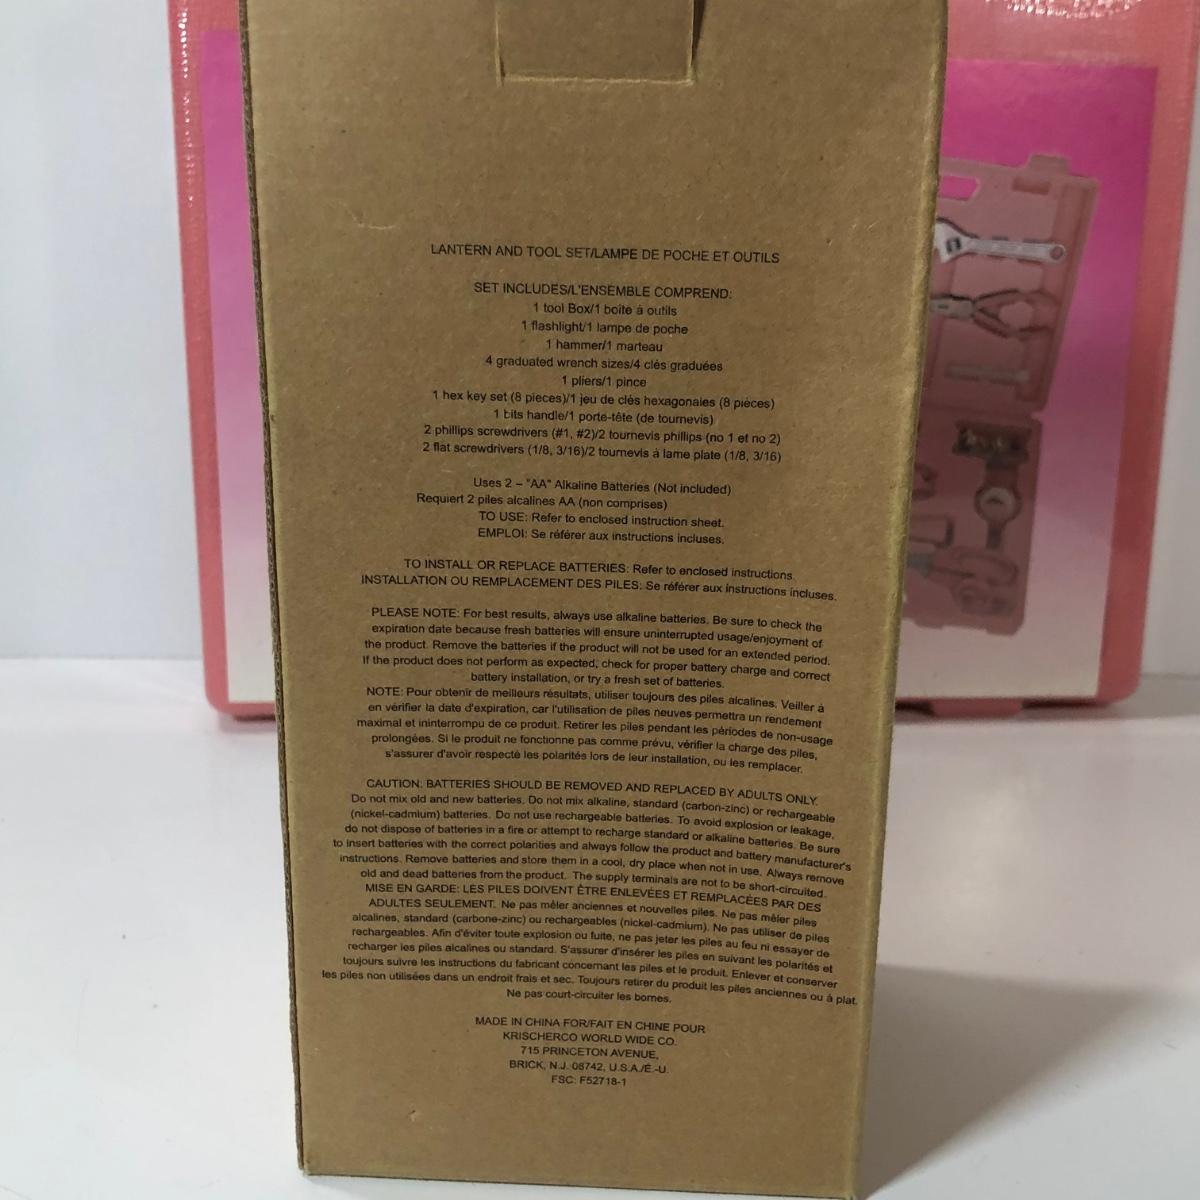 LANTERN AND TOOL SET/LAMPE DE POCHE ET OUTILS
SET INCLUDES/L'ENSEMBLE COMPREND:
1 tool Box/1 boîte à outils
1 flashlight/1 lampe de poche
1 hammer/1 marteau
4 graduated wrench sizes/4 clés graduées
1 pliers/1 pince
1 hex key set (8 pieces)/1 jeu de clés hexagonales (8 pièces)
1 bits handle/1 porte-tête (de tournevis)
2 phillips screwdrivers (#1, #2)/2 tournevis phillips (no 1 et no 2)
2 flat screwdrivers (1/8, 3/16)/2 tournevis à lame plate (1/8, 3/16)
Uses 2 – "AA" Alkaline Batteries (Not included)
Requiert 2 piles alcalines AA (non comprises)
TO USE: Refer to enclosed instruction sheet.
EMPLOI: Se référer aux instructions incluses.
TO INSTALL OR REPLACE BATTERIES: Refer to enclosed instructions.
INSTALLATION OU REMPLACEMENT DES PILES: Se référer aux instructions incluses.
PLEASE NOTE: For best results, always use alkaline batteries. Be sure to check the
expiration date because fresh batteries will ensure uninterrupted usage/enjoyment of
the product. Remove the batteries if the product will not be used for an extended period.
If the product does not perform as expected, check for proper battery charge and correct
battery installation, or try a fresh set of batteries.
NOTE: Pour obtenir de meilleurs résultats, utiliser toujours des piles alcalines. Veiller à
en vérifier la date d'expiration, car l'utilisation de piles neuves permettra un rendement
maximal et ininterrompu de ce produit. Retirer les piles pendant les périodes de non-usage
prolongées. Si le produit ne fonctionne pas comme prévu, vérifier la charge des piles,
s'assurer d'avoir respecté les polarités lors de leur installation, ou les remplacer.
CAUTION: BATTERIES SHOULD BE REMOVED AND REPLACED BY ADULTS ONLY.
Do not mix old and new batteries. Do not mix alkaline, standard (carbon-zinc) or rechargeable
(nickel-cadmium) batteries. Do not use rechargeable batteries. To avoid explosion or leakage,
do not dispose of batteries in a fire or attempt to recharge standard or alkaline batteries. Be sure
to insert batteries with the correct polarities and always follow the product and battery manufacturer's
instructions. Remove batteries and store them in a cool, dry place when not in use. Always remove
old and dead batteries from the product. The supply terminals are not to be short-circuited.
MISE EN GARDE: LES PILES DOIVENT ÊTRE ENLEVÉES ET REMPLACÉES PAR DES
ADULTES SEULEMENT. Ne pas mêler anciennes et nouvelles piles. Ne pas mêler piles
alcalines, standard (carbone-zinc) ou rechargeables (nickel-cadmium). Ne pas utiliser de piles
rechargeables. Afin d'éviter toute explosion ou fuite, ne pas jeter les piles au feu ni essayer de
recharger les piles alcalines ou standard. S'assurer d'insérer les piles en suivant les polarités et
toujours suivre les instructions du fabricant concernant les piles et le produit. Enlever et conserver
les piles non utilisées dans un endroit frais et sec. Toujours retirer du produit les piles anciennes ou à plat.
Ne pas court-circuiter les bornes.
MADE IN CHINA FOR/FAIT EN CHINE POUR
KRISCHERCO WORLD WIDE CO.
715 PRINCETON AVENUE,
BRICK, N.J. 08742, U.S.A./É.-U.
FSC: F52718-1